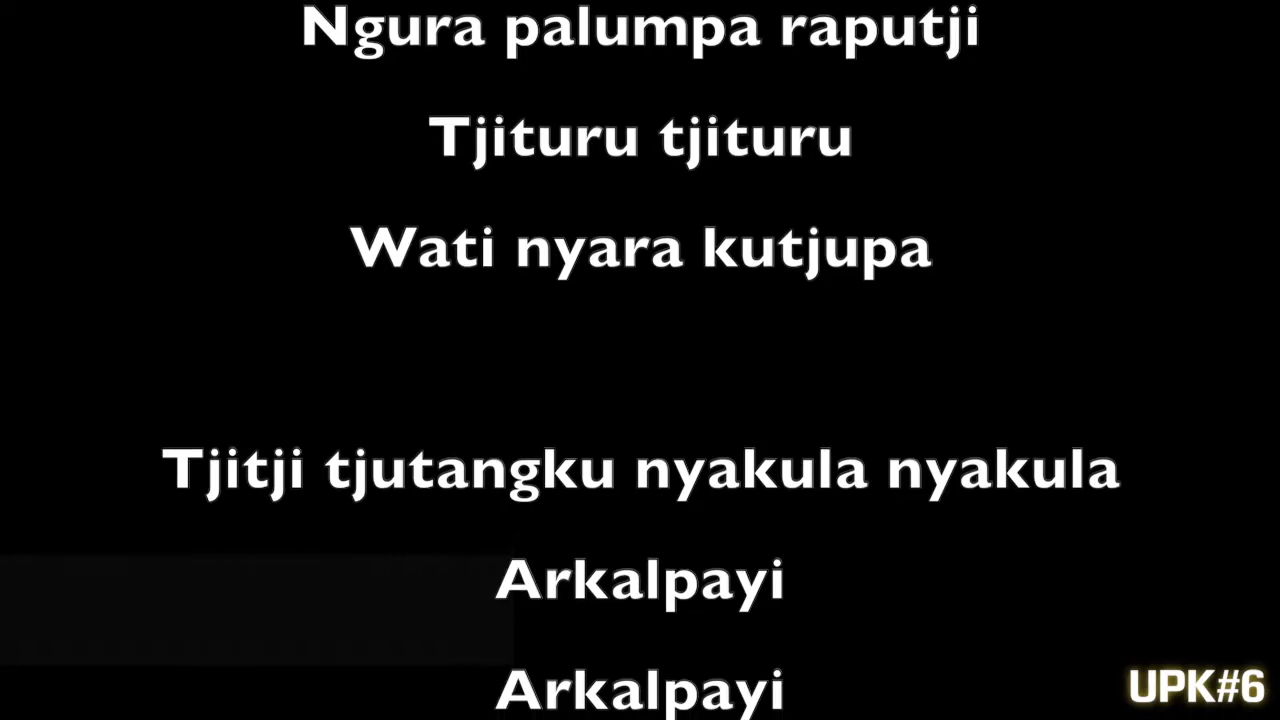 Ngura palumpa raputji
Tjituru tjituru
Wati nyara kutjupa
Tjitji tjutangku nyakula nyakula
Arkalpayi
Arkalpayi
UPK#6